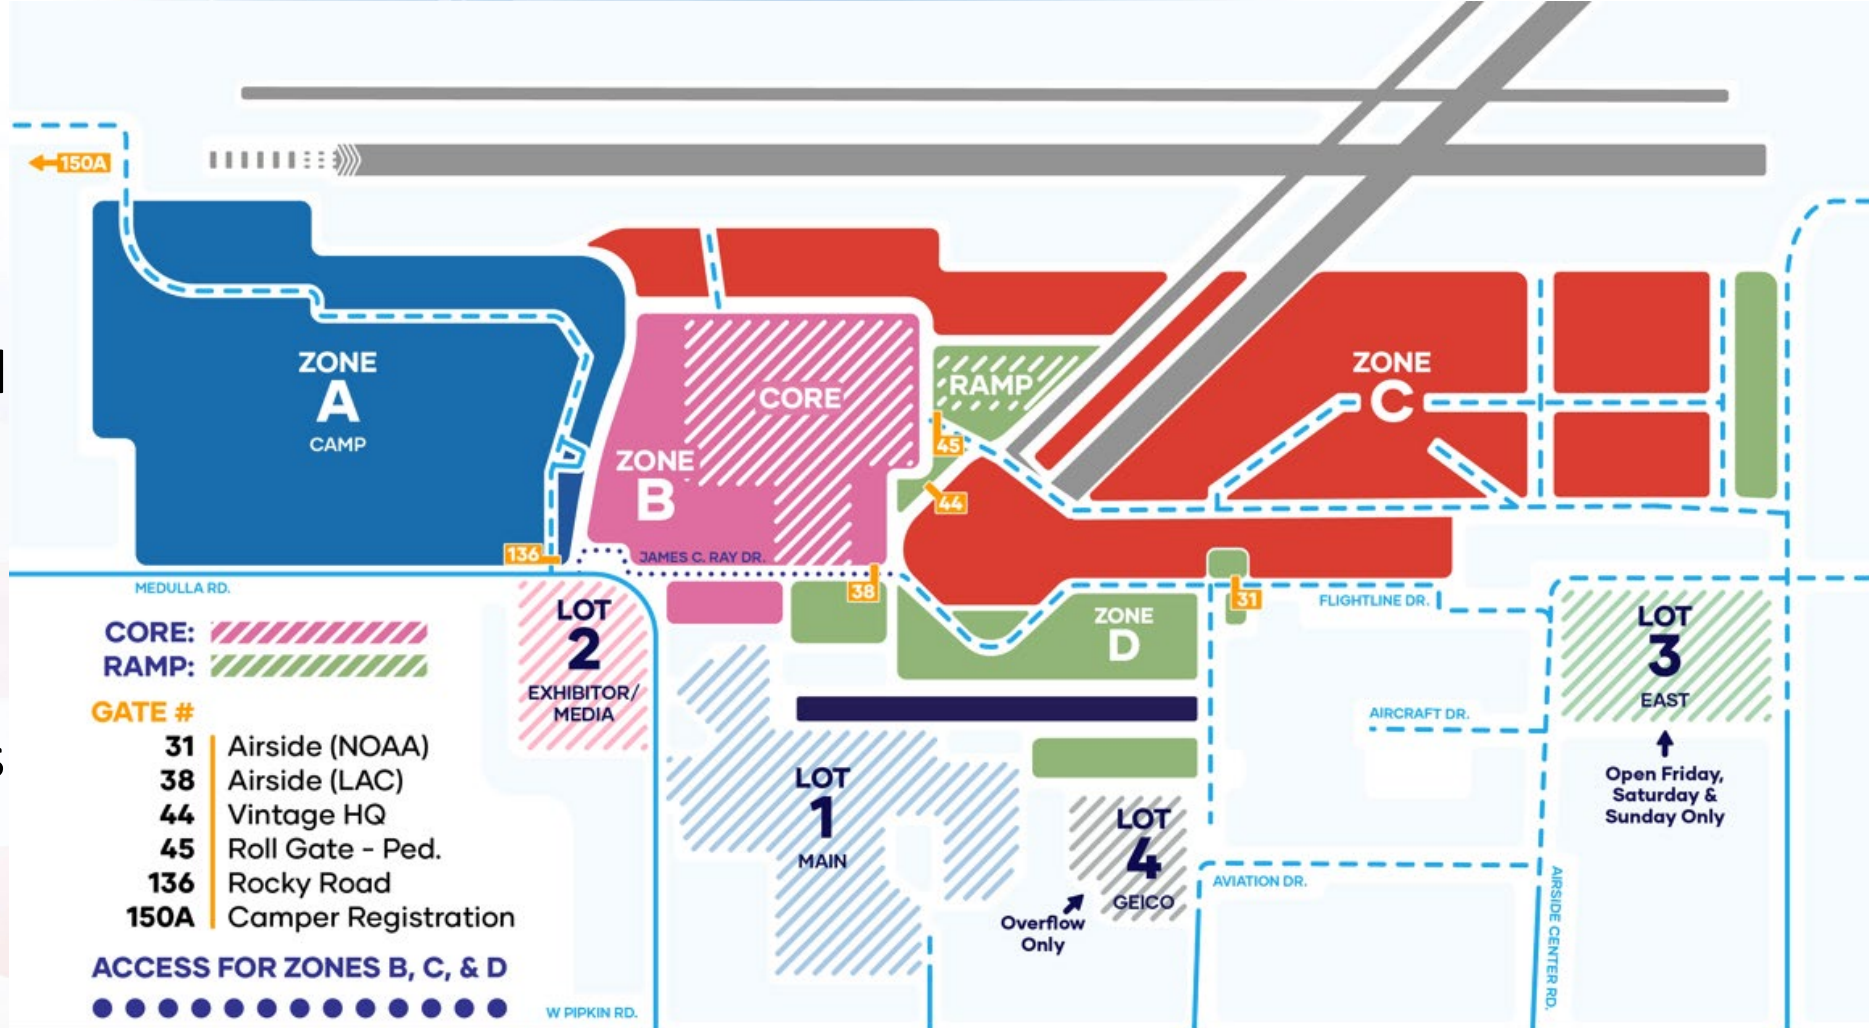 150A
ZONE
A
CAMP
CORE
ZONE
B
RAMP
45
44
ZONE
C
136
JAMES C. RAY DR.
38
31
MEDULLA RD.
FLIGHTLINE DR.
ZONE
D
LOT
2
EXHIBITOR/
MEDIA
LOT
3
EAST
Open Friday,
Saturday &
Sunday Only
AIRCRAFT DR.
LOT
1
MAIN
LOT
4
GEICO
Overflow
Only
AVIATION DR.
AIRSIDE CENTER RD.
W PIPKIN RD.
CORE:
RAMP:
GATE #
31 Airside (NOAA)
38 Airside (LAC)
44 Vintage HQ
45 Roll Gate - Ped.
136 Rocky Road
150A Camper Registration
ACCESS FOR ZONES B, C, & D